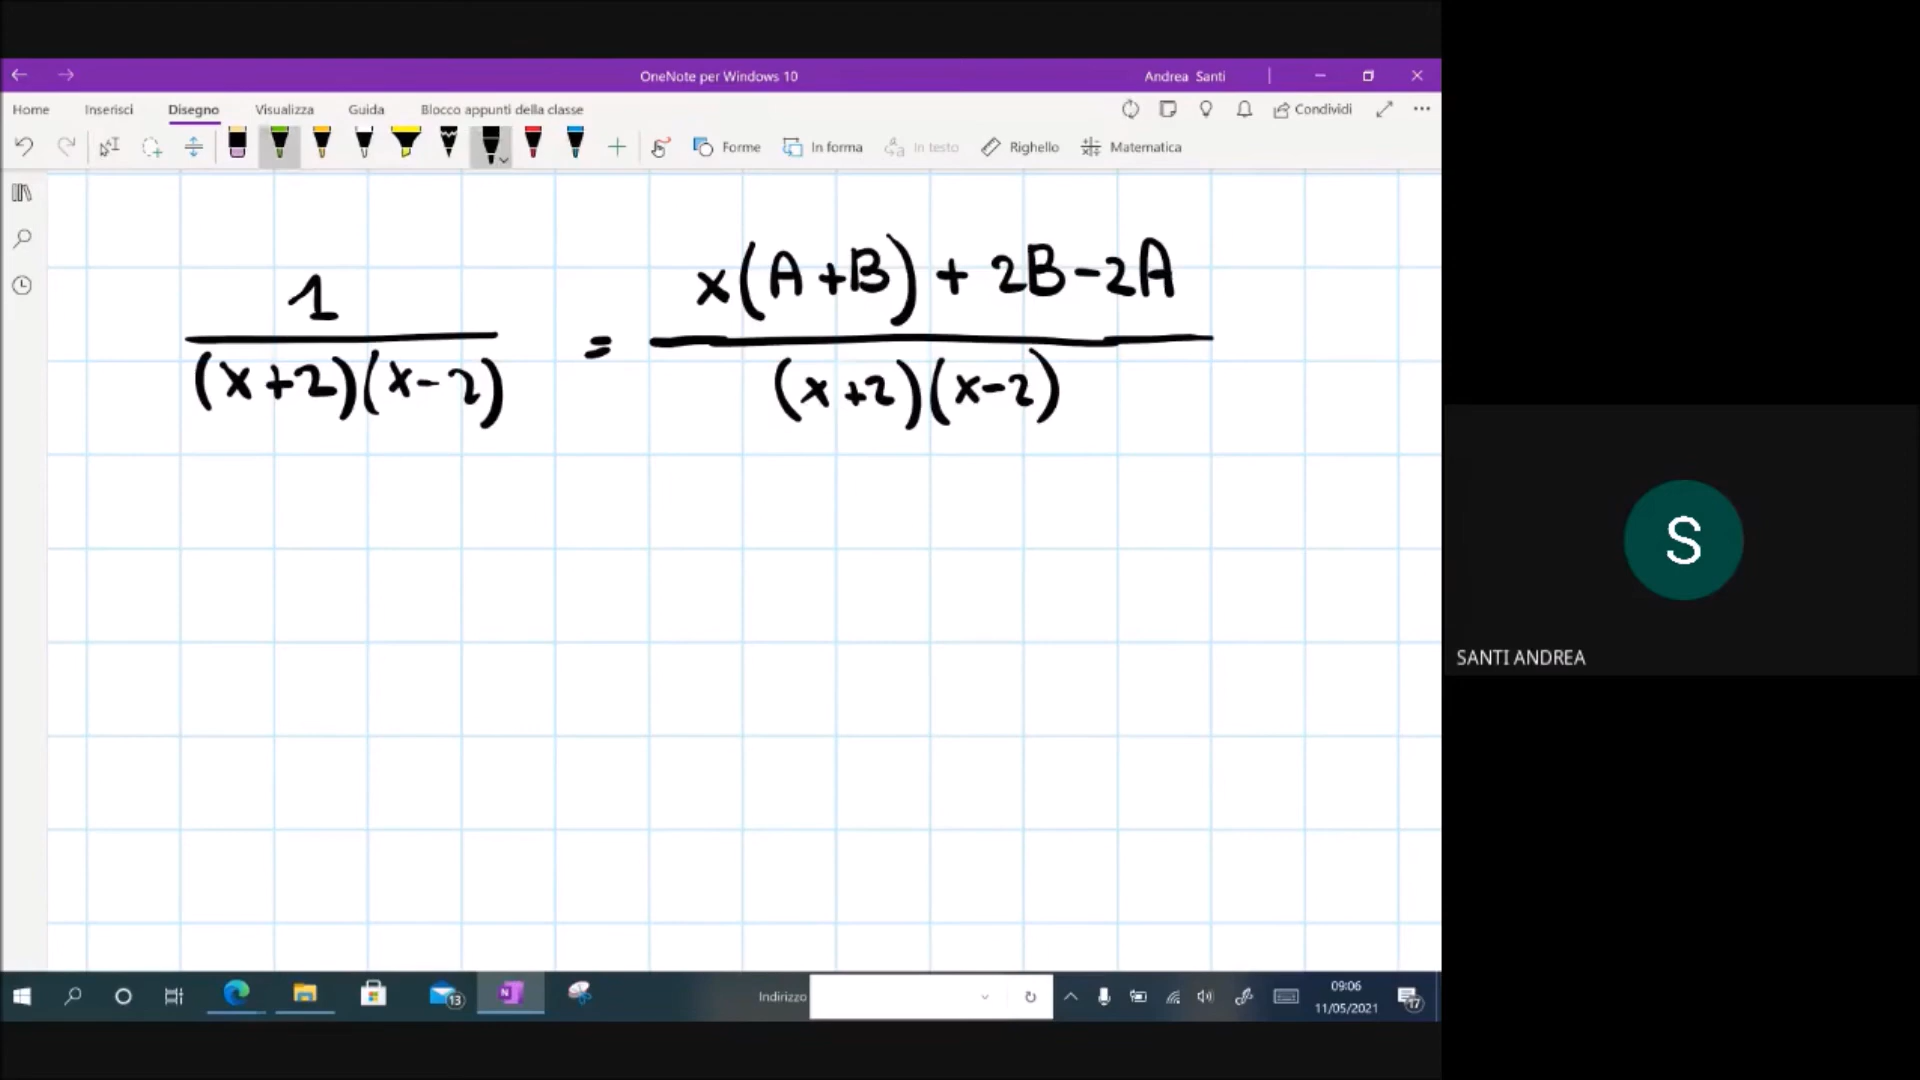 OneNote per Windows 10
Andrea Santi
Home Inserisci Disegno Visualizza Guida Blocco appunti della classe
Condividi
Forme In forma In testo Righello Matematica
1 / (x+2)(x-2) = x(A+B) + 2B-2A / (x+2)(x-2)
S
SANTI ANDREA
13
Indirizzo
09:06
11/05/2021
17